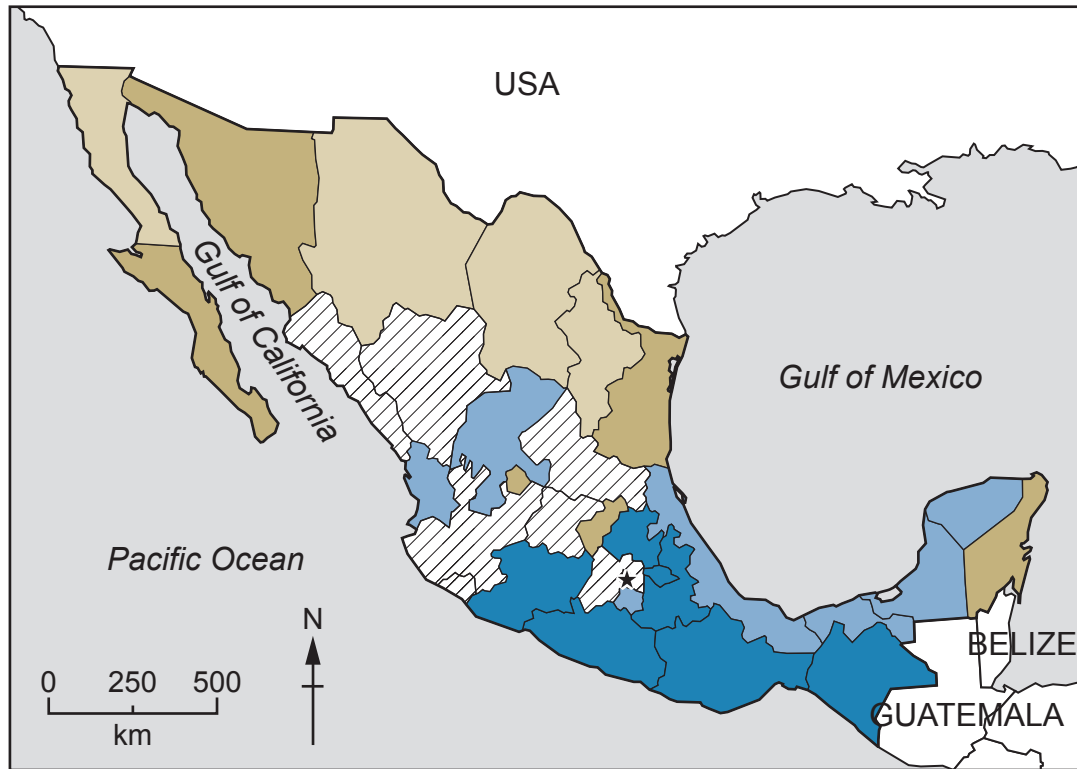 USA
Gulf of California
Gulf of Mexico
Pacific Ocean
N
0 250 500
km
BELIZE
GUATEMALA